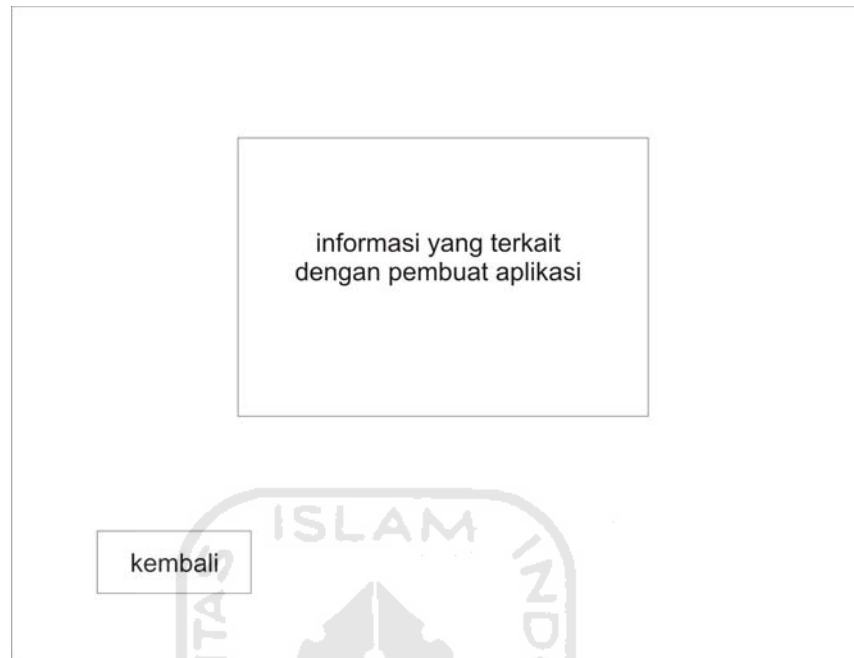 informasi yang terkait
dengan pembuat aplikasi
ISLAM
kembali